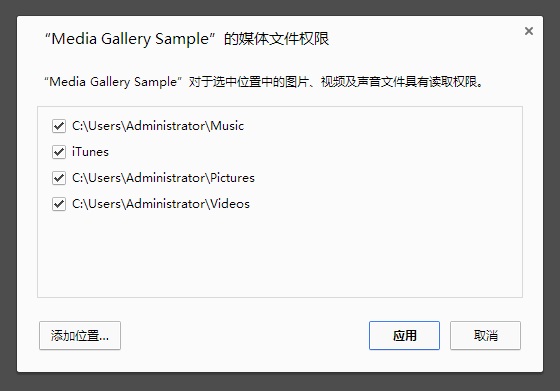 “Media Gallery Sample”的媒体文件权限
“Media Gallery Sample”对于选中位置中的图片、视频及声音文件具有读取权限。
C:\Users\Administrator\Music
iTunes
C:\Users\Administrator\Pictures
C:\Users\Administrator\Videos
添加位置... 应用 取消